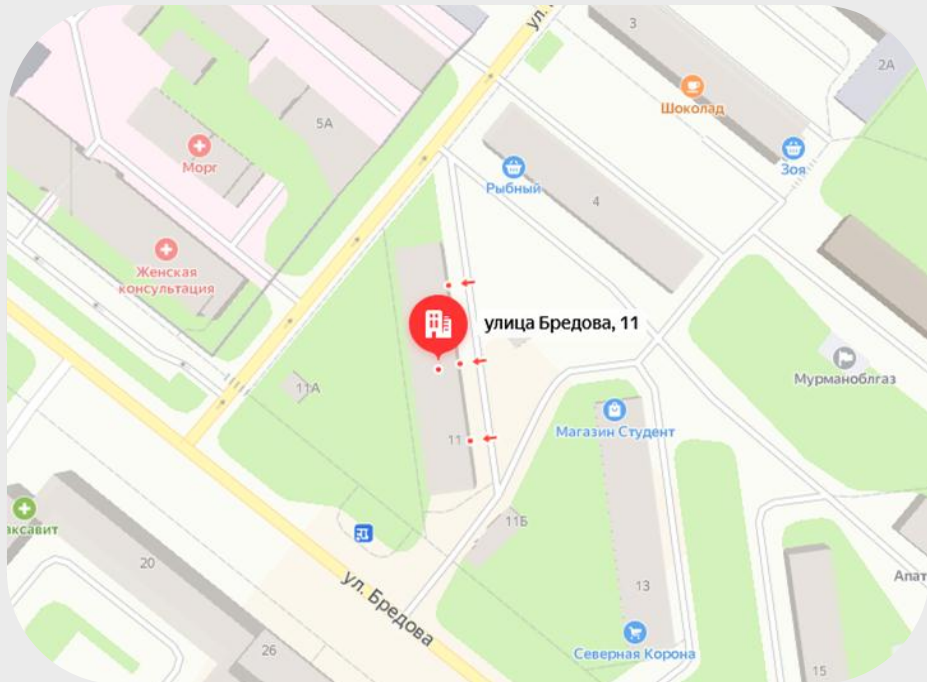 ул.
3
2А
Шоколад
5А
Морг
Зоя
Рыбный
4
Женская
консультация
улица Бредова, 11
Мурманоблгаз
11А
Магазин Студент
11
аксавит
11Б
20
Апат
ул. Бредова
13
26
Северная Корона
15